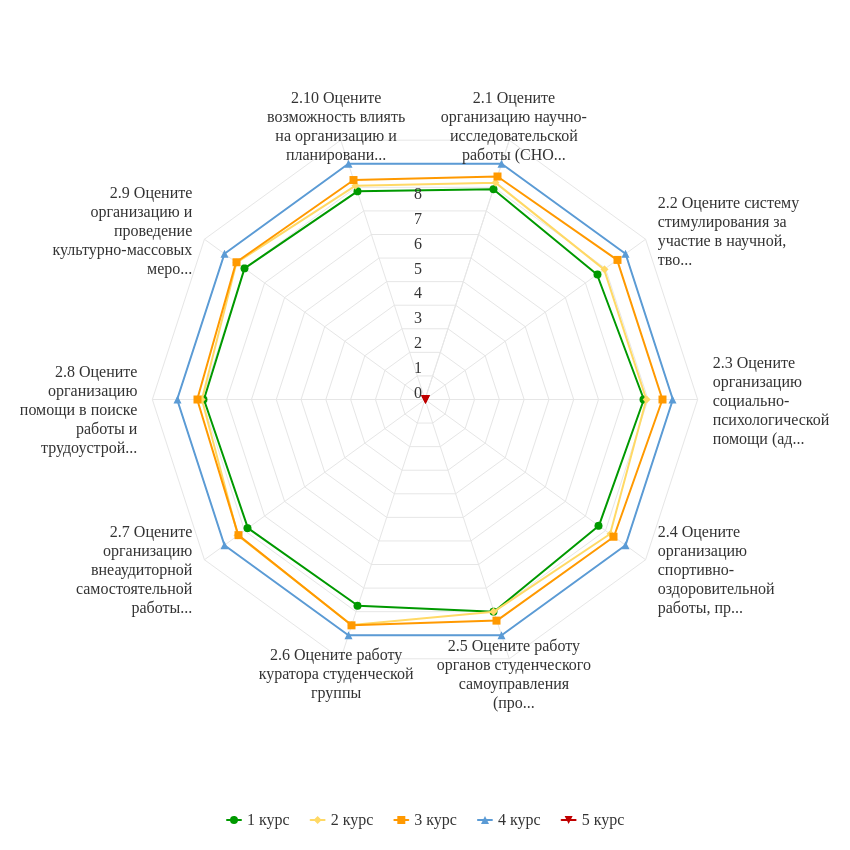 2.10 Оцените
возможность влиять
на организацию и
планировани...
2.1 Оцените
организацию научно-
исследовательской
работы (СНО...
2.9 Оцените
организацию и
проведение
культурно-массовых
меро...
2.2 Оцените систему
стимулирования за
участие в научной,
тво...
8
7
6
5
4
3
2
1
0
2.8 Оцените
организацию
помощи в поиске
работы и
трудоустрой...
2.3 Оцените
организацию
социально-
психологической
помощи (ад...
2.7 Оцените
организацию
внеаудиторной
самостоятельной
работы...
2.4 Оцените
организацию
спортивно-
оздоровительной
работы, пр...
2.6 Оцените работу
куратора студенческой
группы
2.5 Оцените работу
органов студенческого
самоуправления
(про...
1 курс 2 курс 3 курс 4 курс 5 курс